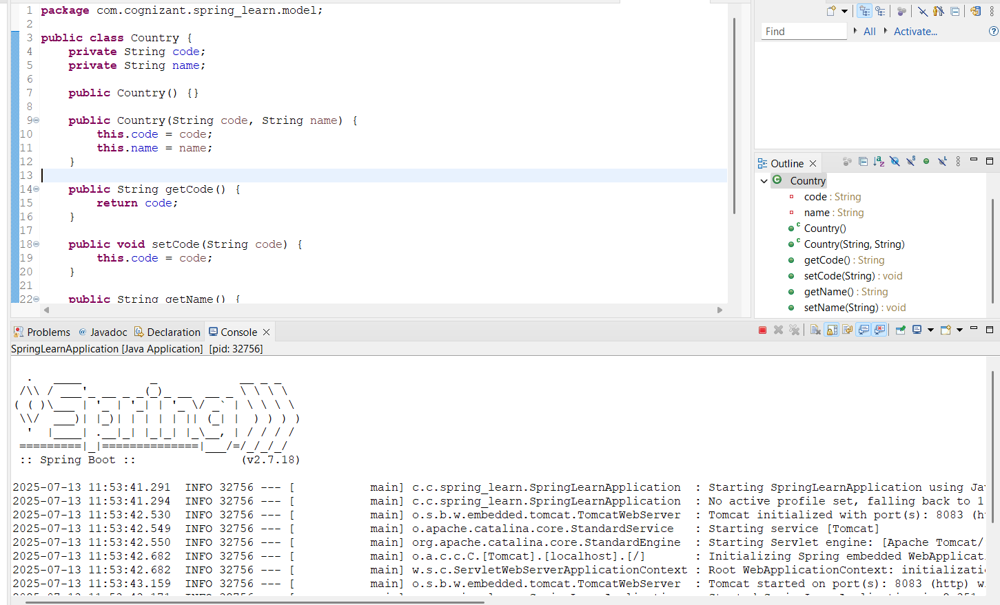 1 package com.cognizant.spring_learn.model;
2
3 public class Country {
4 private String code;
5 private String name;
6
7 public Country() {}
8
9 public Country(String code, String name) {
10 this.code = code;
11 this.name = name;
12 }
13
14 public String getCode() {
15 return code;
16 }
17
18 public void setCode(String code) {
19 this.code = code;
20 }
21
22 public String getName() {
Find All Activate...
Outline
Country
code : String
name : String
Country()
Country(String, String)
getCode() : String
setCode(String) : void
getName() : String
setName(String) : void
Problems @ Javadoc Declaration Console
SpringLearnApplication [Java Application] [pid: 32756]
  .   ____          _            __ _ _
 /\\ / ___'_ __ _ _(_)_ __  __ _ \ \ \ \
( ( )\___ | '_ | '_| | '_ \/ _` | \ \ \ \
 \\/  ___)| |_)| | | | | || (_| |  ) ) ) )
  '  |____| .__|_| |_|_| |_\__, | / / / /
 =========|_|==============|___/=/_/_/_/
:: Spring Boot :: (v2.7.18)
2025-07-13 11:53:41.291 INFO 32756 --- [ main] c.c.spring_learn.SpringLearnApplication : Starting SpringLearnApplication using Ja
2025-07-13 11:53:41.294 INFO 32756 --- [ main] c.c.spring_learn.SpringLearnApplication : No active profile set, falling back to 1
2025-07-13 11:53:42.530 INFO 32756 --- [ main] o.s.b.w.embedded.tomcat.TomcatWebServer : Tomcat initialized with port(s): 8083 (h
2025-07-13 11:53:42.549 INFO 32756 --- [ main] o.apache.catalina.core.StandardService : Starting service [Tomcat]
2025-07-13 11:53:42.550 INFO 32756 --- [ main] org.apache.catalina.core.StandardEngine : Starting Servlet engine: [Apache Tomcat/
2025-07-13 11:53:42.682 INFO 32756 --- [ main] o.a.c.c.C.[Tomcat].[localhost].[/] : Initializing Spring embedded WebApplicat
2025-07-13 11:53:42.682 INFO 32756 --- [ main] w.s.c.ServletWebServerApplicationContext : Root WebApplicationContext: initializati
2025-07-13 11:53:43.159 INFO 32756 --- [ main] o.s.b.w.embedded.tomcat.TomcatWebServer : Tomcat started on port(s): 8083 (http) w